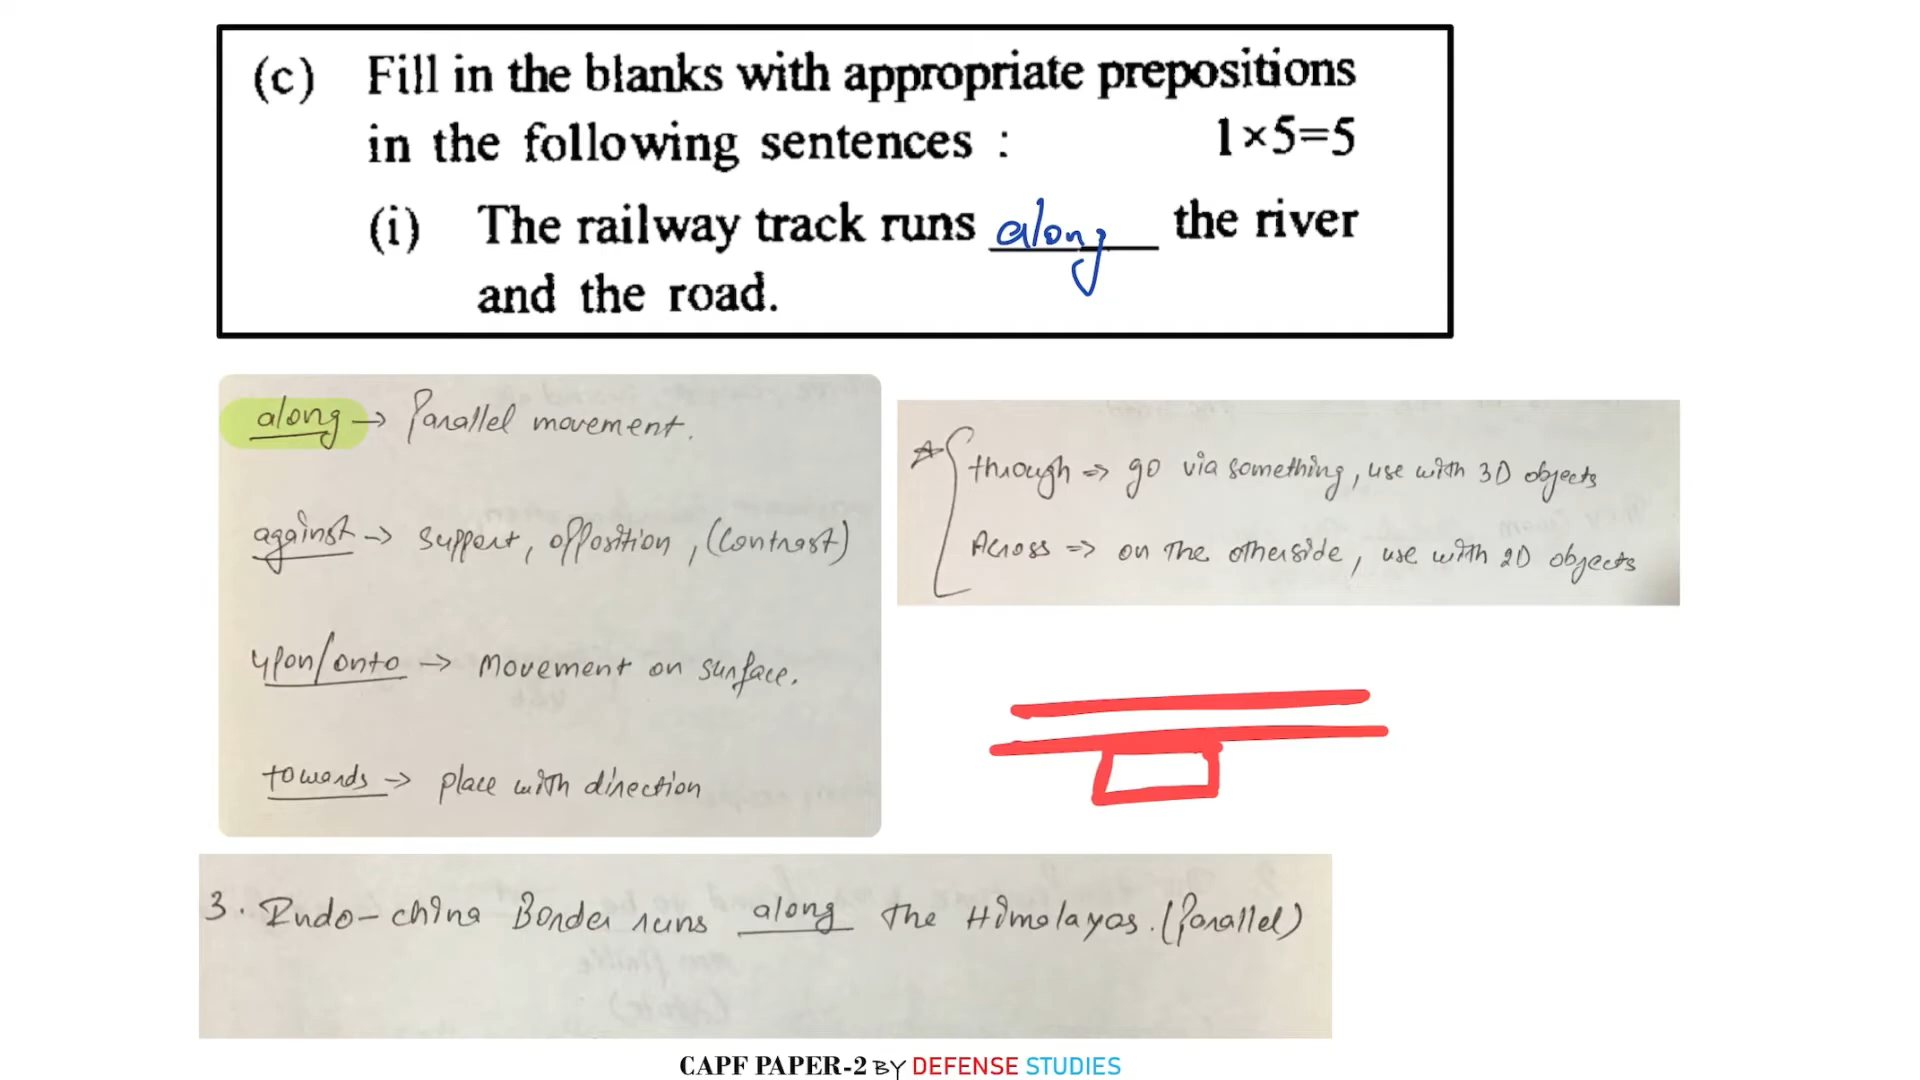 (c) Fill in the blanks with appropriate prepositions
in the following sentences : 1×5=5
(i) The railway track runs along the river
and the road.
along → Parallel movement.
against → support, opposition, (contrast)
upon/onto → movement on surface.
towards → place with direction
through ⇒ go via something, use with 3D objects
Across ⇒ on the otherside, use with 2D objects
3. Indo-china Border runs along the Himalayas. (Parallel)
CAPF PAPER-2 BY DEFENSE STUDIES